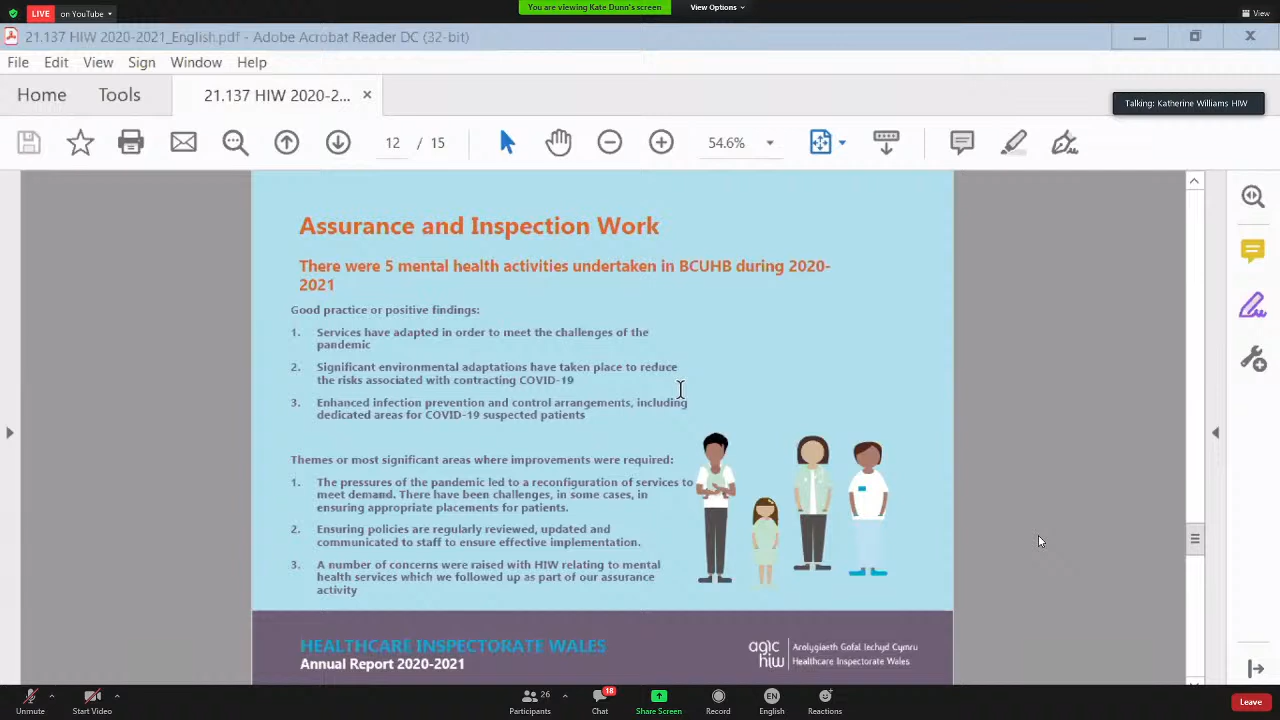 LIVE on YouTube
You are viewing Kate Dunn's screen
View Options
View
21.137 HIW 2020-2021_English.pdf - Adobe Acrobat Reader DC (32-bit)
File Edit View Sign Window Help
Home Tools 21.137 HIW 2020-2... ×
Talking: Katherine Williams HIW
12 / 15 54.6%
Assurance and Inspection Work
There were 5 mental health activities undertaken in BCUHB during 2020-
2021
Good practice or positive findings:
1. Services have adapted in order to meet the challenges of the
pandemic
2. Significant environmental adaptations have taken place to reduce
the risks associated with contracting COVID-19
3. Enhanced infection prevention and control arrangements, including
dedicated areas for COVID-19 suspected patients
Themes or most significant areas where improvements were required:
1. The pressures of the pandemic led to a reconfiguration of services to
meet demand. There have been challenges, in some cases, in
ensuring appropriate placements for patients.
2. Ensuring policies are regularly reviewed, updated and
communicated to staff to ensure effective implementation.
3. A number of concerns were raised with HIW relating to mental
health services which we followed up as part of our assurance
activity
HEALTHCARE INSPECTORATE WALES
Annual Report 2020-2021
agic
hiw
Arolygiaeth Gofal Iechyd Cymru
Healthcare Inspectorate Wales
Unmute
Start Video
Participants 26
Chat 18
Share Screen
Record
EN
English
Reactions
Leave